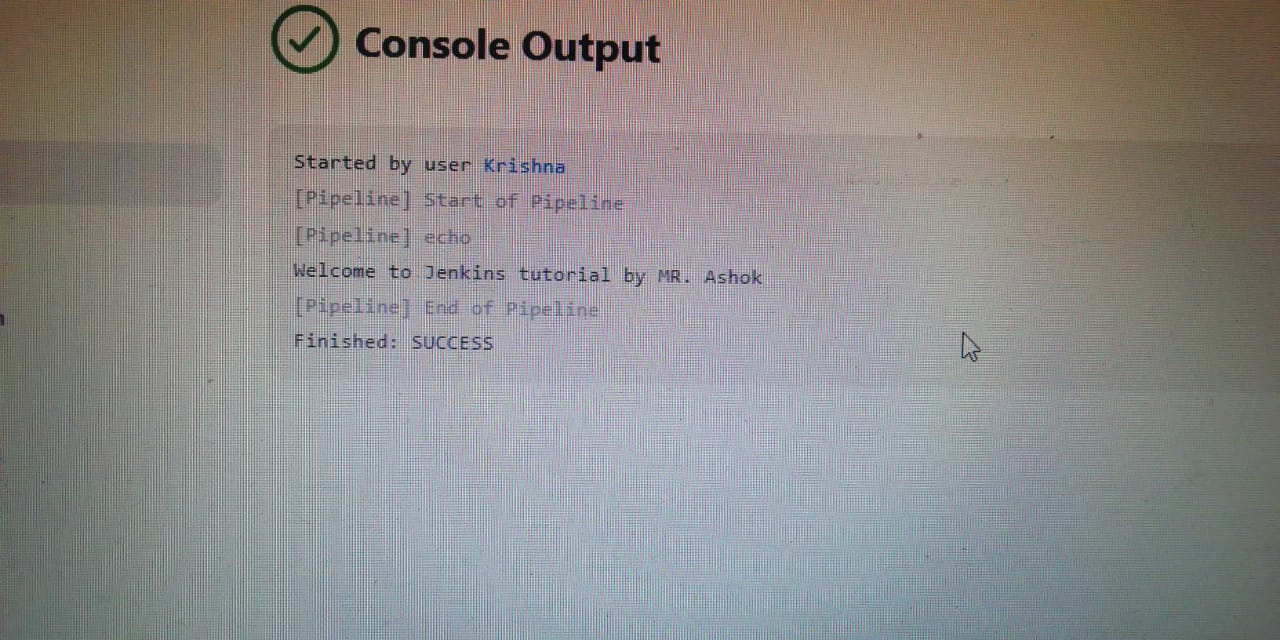 Console Output
Started by user Krishna
[Pipeline] Start of Pipeline
[Pipeline] echo
Welcome to Jenkins tutorial by MR. Ashok
[Pipeline] End of Pipeline
Finished: SUCCESS